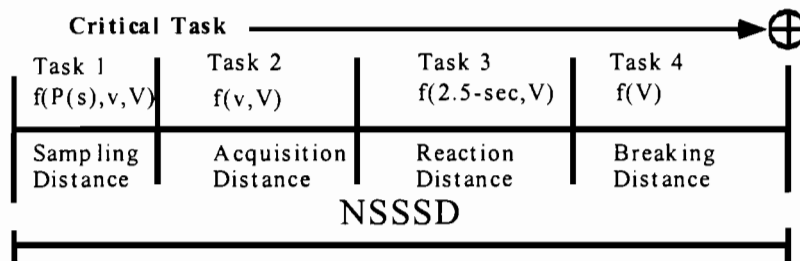 Critical Task
Task 1 Task 2 Task 3 Task 4
f(P(s),v,V) f(v,V) f(2.5-sec,V) f(V)
Sampling Acquisition Reaction Breaking
Distance Distance Distance Distance
NSSSD